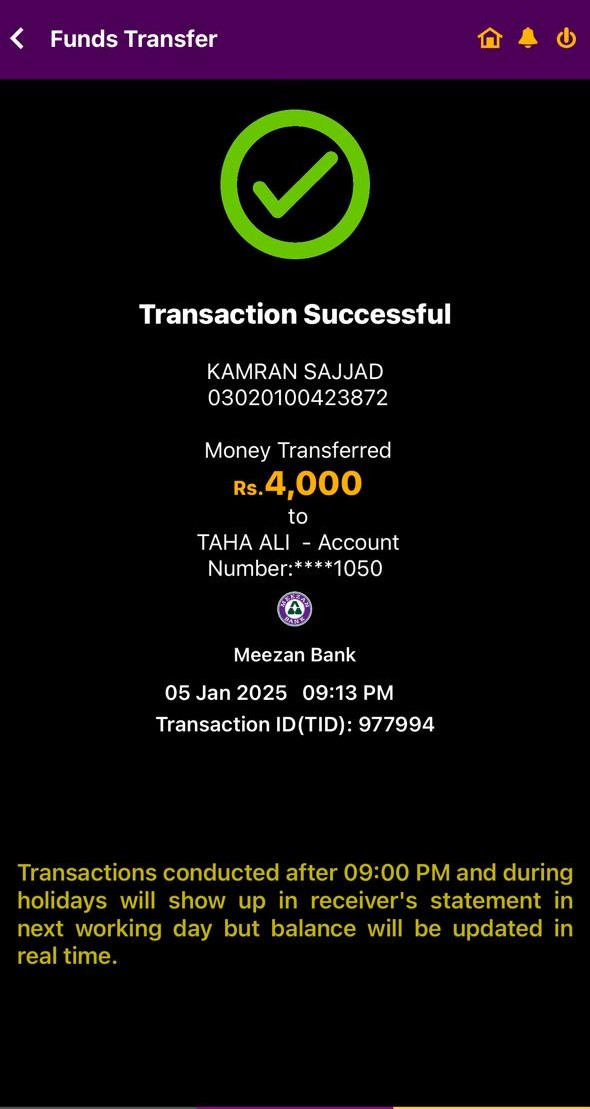 Funds Transfer
Transaction Successful
KAMRAN SAJJAD
03020100423872
Money Transferred
Rs.4,000
to
TAHA ALI - Account
Number:****1050
MEEZAN
BANK
Meezan Bank
05 Jan 2025 09:13 PM
Transaction ID(TID): 977994
Transactions conducted after 09:00 PM and during
holidays will show up in receiver's statement in
next working day but balance will be updated in
real time.